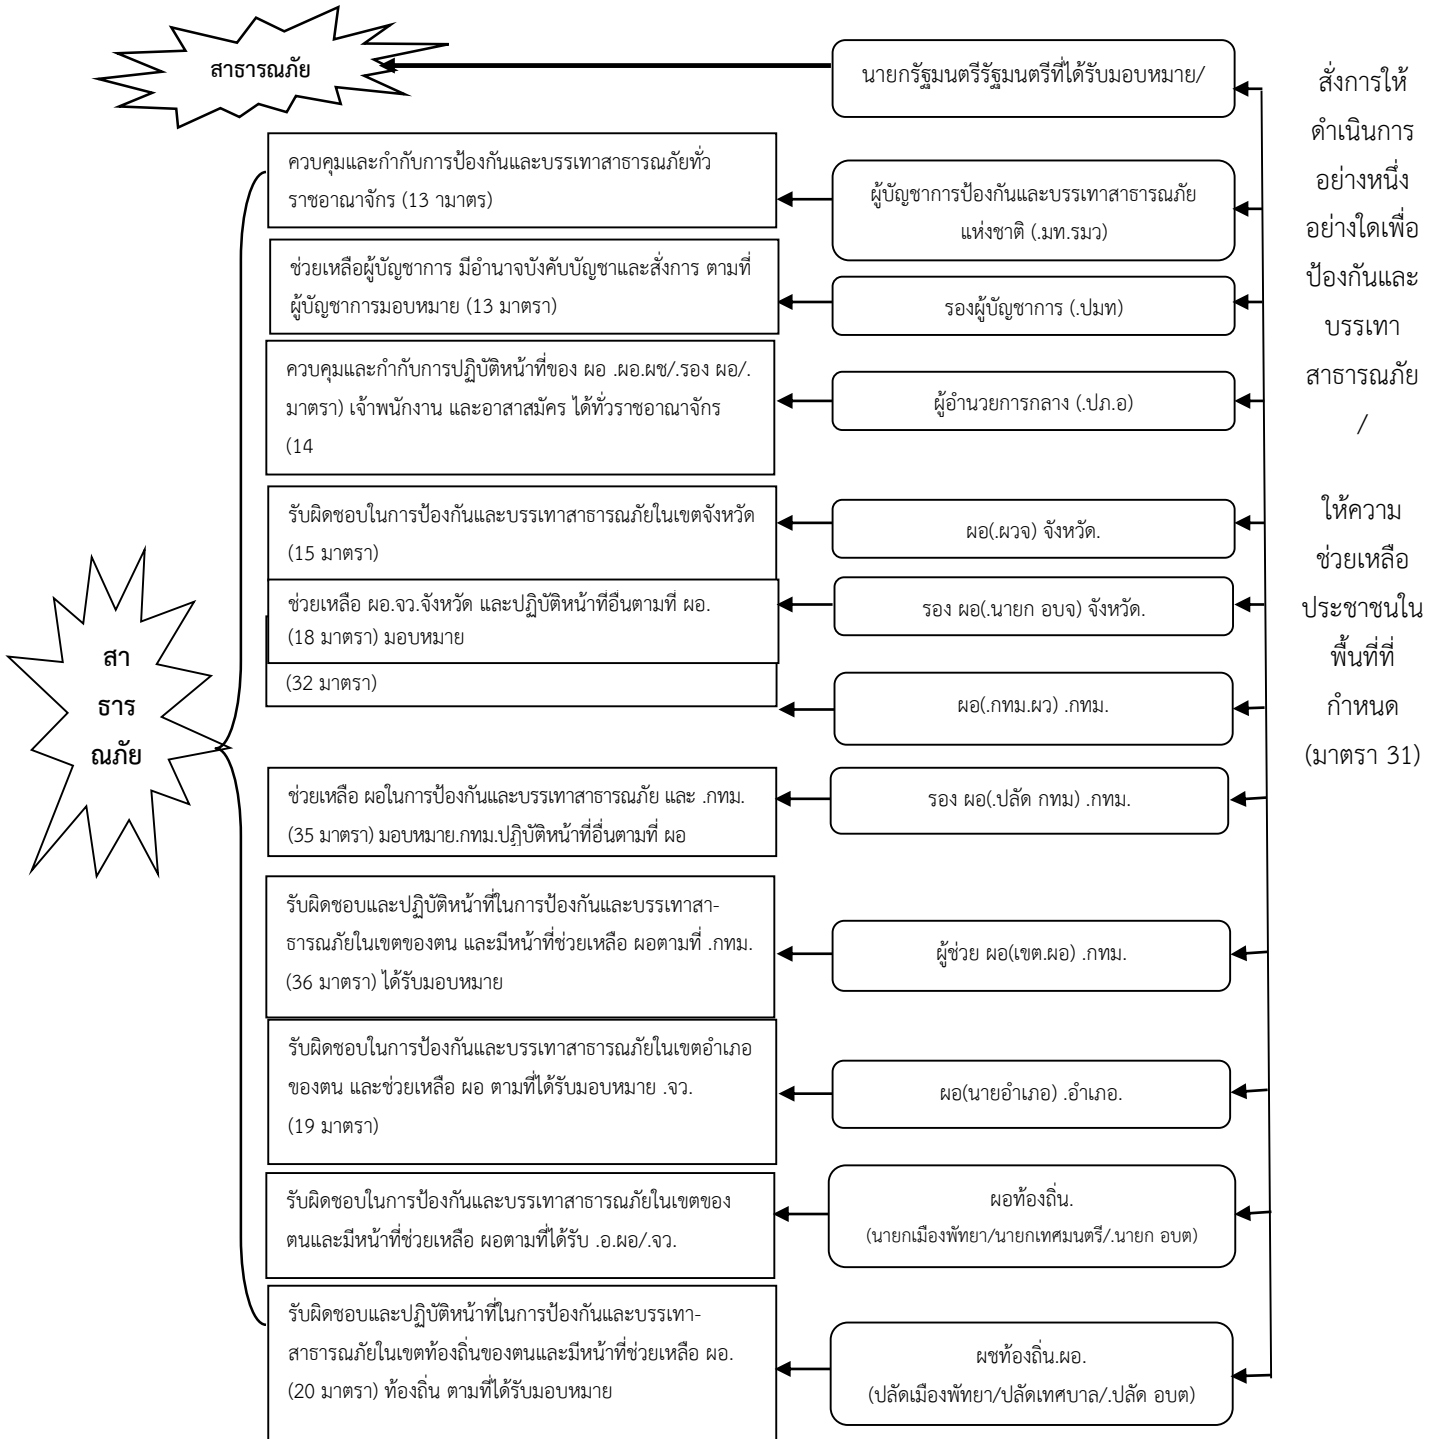 สาธารณภัย
นายกรัฐมนตรีรัฐมนตรีที่ได้รับมอบหมาย/
สั่งการให้
ดำเนินการ
อย่างหนึ่ง
อย่างใดเพื่อ
ป้องกันและ
บรรเทา
สาธารณภัย
/
ให้ความ
ช่วยเหลือ
ประชาชนใน
พื้นที่ที่
กำหนด
(มาตรา 31)
ควบคุมและกำกับการป้องกันและบรรเทาสาธารณภัยทั่ว
ราชอาณาจักร (13 ามาตร)
ผู้บัญชาการป้องกันและบรรเทาสาธารณภัย
แห่งชาติ (.มท.รมว)
ช่วยเหลือผู้บัญชาการ มีอำนาจบังคับบัญชาและสั่งการ ตามที่
ผู้บัญชาการมอบหมาย (13 มาตรา)
รองผู้บัญชาการ (.ปมท)
ควบคุมและกำกับการปฏิบัติหน้าที่ของ ผอ .ผอ.ผช/.รอง ผอ/.
มาตรา) เจ้าพนักงาน และอาสาสมัคร ได้ทั่วราชอาณาจักร
(14
ผู้อำนวยการกลาง (.ปภ.อ)
รับผิดชอบในการป้องกันและบรรเทาสาธารณภัยในเขตจังหวัด
(15 มาตรา)
ผอ(.ผวจ) จังหวัด.
ช่วยเหลือ ผอ.จว.จังหวัด และปฏิบัติหน้าที่อื่นตามที่ ผอ.
(18 มาตรา) มอบหมาย
รอง ผอ(.นายก อบจ) จังหวัด.
(32 มาตรา)
ผอ(.กทม.ผว) .กทม.
สา
ธาร
ณภัย
ช่วยเหลือ ผอในการป้องกันและบรรเทาสาธารณภัย และ .กทม.
(35 มาตรา) มอบหมาย.กทม.ปฏิบัติหน้าที่อื่นตามที่ ผอ
รอง ผอ(.ปลัด กทม) .กทม.
รับผิดชอบและปฏิบัติหน้าที่ในการป้องกันและบรรเทาสา-
ธารณภัยในเขตของตน และมีหน้าที่ช่วยเหลือ ผอตามที่ .กทม.
(36 มาตรา) ได้รับมอบหมาย
ผู้ช่วย ผอ(เขต.ผอ) .กทม.
รับผิดชอบในการป้องกันและบรรเทาสาธารณภัยในเขตอำเภอ
ของตน และช่วยเหลือ ผอ ตามที่ได้รับมอบหมาย .จว.
(19 มาตรา)
ผอ(นายอำเภอ) .อำเภอ.
รับผิดชอบในการป้องกันและบรรเทาสาธารณภัยในเขตของ
ตนและมีหน้าที่ช่วยเหลือ ผอตามที่ได้รับ .อ.ผอ/.จว.
ผอท้องถิ่น.
(นายกเมืองพัทยา/นายกเทศมนตรี/.นายก อบต)
รับผิดชอบและปฏิบัติหน้าที่ในการป้องกันและบรรเทา-
สาธารณภัยในเขตท้องถิ่นของตนและมีหน้าที่ช่วยเหลือ ผอ.
(20 มาตรา) ท้องถิ่น ตามที่ได้รับมอบหมาย
ผชท้องถิ่น.ผอ.
(ปลัดเมืองพัทยา/ปลัดเทศบาล/.ปลัด อบต)